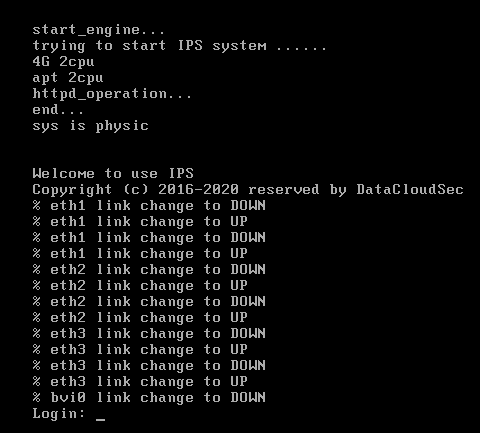 start_engine...
trying to start IPS system ......
4G 2cpu
apt 2cpu
httpd_operation...
end...
sys is physic
Welcome to use IPS
Copyright (c) 2016-2020 reserved by DataCloudSec
% eth1 link change to DOWN
% eth1 link change to UP
% eth1 link change to DOWN
% eth1 link change to UP
% eth2 link change to DOWN
% eth2 link change to UP
% eth2 link change to DOWN
% eth2 link change to UP
% eth3 link change to DOWN
% eth3 link change to UP
% eth3 link change to DOWN
% eth3 link change to UP
% bvi0 link change to DOWN
Login: _